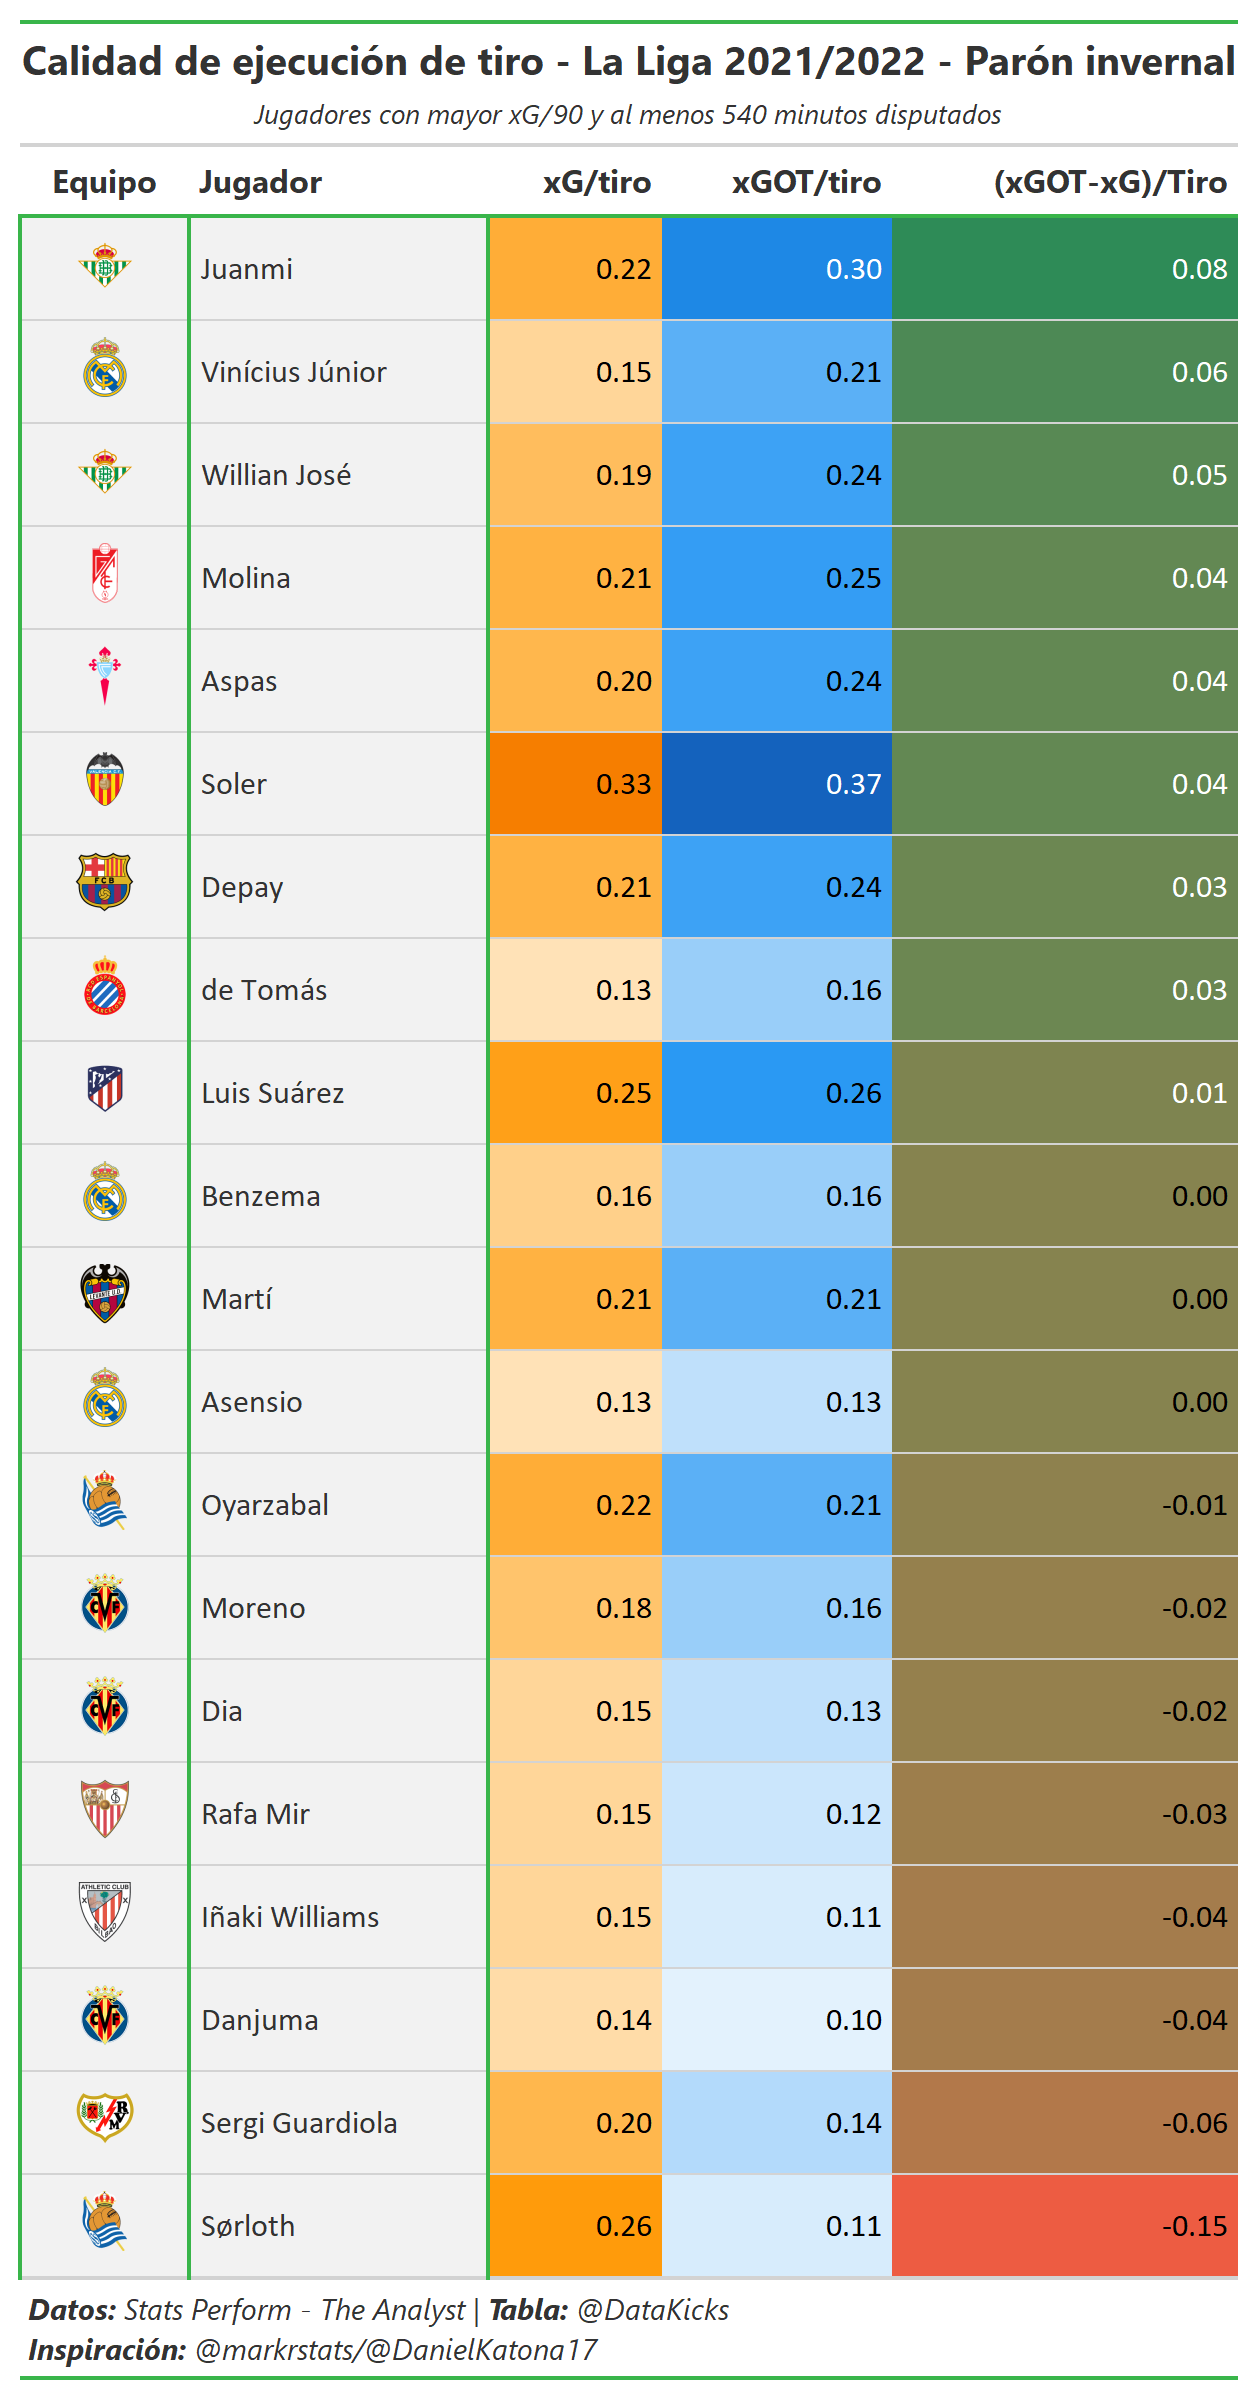 Calidad de ejecución de tiro - La Liga 2021/2022 - Parón invernal
Jugadores con mayor xG/90 y al menos 540 minutos disputados
Equipo Jugador xG/tiro xGOT/tiro (xGOT-xG)/Tiro
Juanmi 0.22 0.30 0.08
Vinícius Júnior 0.15 0.21 0.06
Willian José 0.19 0.24 0.05
Molina 0.21 0.25 0.04
Aspas 0.20 0.24 0.04
Soler 0.33 0.37 0.04
FCB Depay 0.21 0.24 0.03
de Tomás 0.13 0.16 0.03
Luis Suárez 0.25 0.26 0.01
Benzema 0.16 0.16 0.00
LEVANTE U.D. Martí 0.21 0.21 0.00
Asensio 0.13 0.13 0.00
Oyarzabal 0.22 0.21 -0.01
CVF Moreno 0.18 0.16 -0.02
CVF Dia 0.15 0.13 -0.02
Rafa Mir 0.15 0.12 -0.03
ATHLETIC CLUB BILBAO Iñaki Williams 0.15 0.11 -0.04
CVF Danjuma 0.14 0.10 -0.04
RVM Sergi Guardiola 0.20 0.14 -0.06
Sørloth 0.26 0.11 -0.15
Datos: Stats Perform - The Analyst | Tabla: @DataKicks
Inspiración: @markrstats/@DanielKatona17